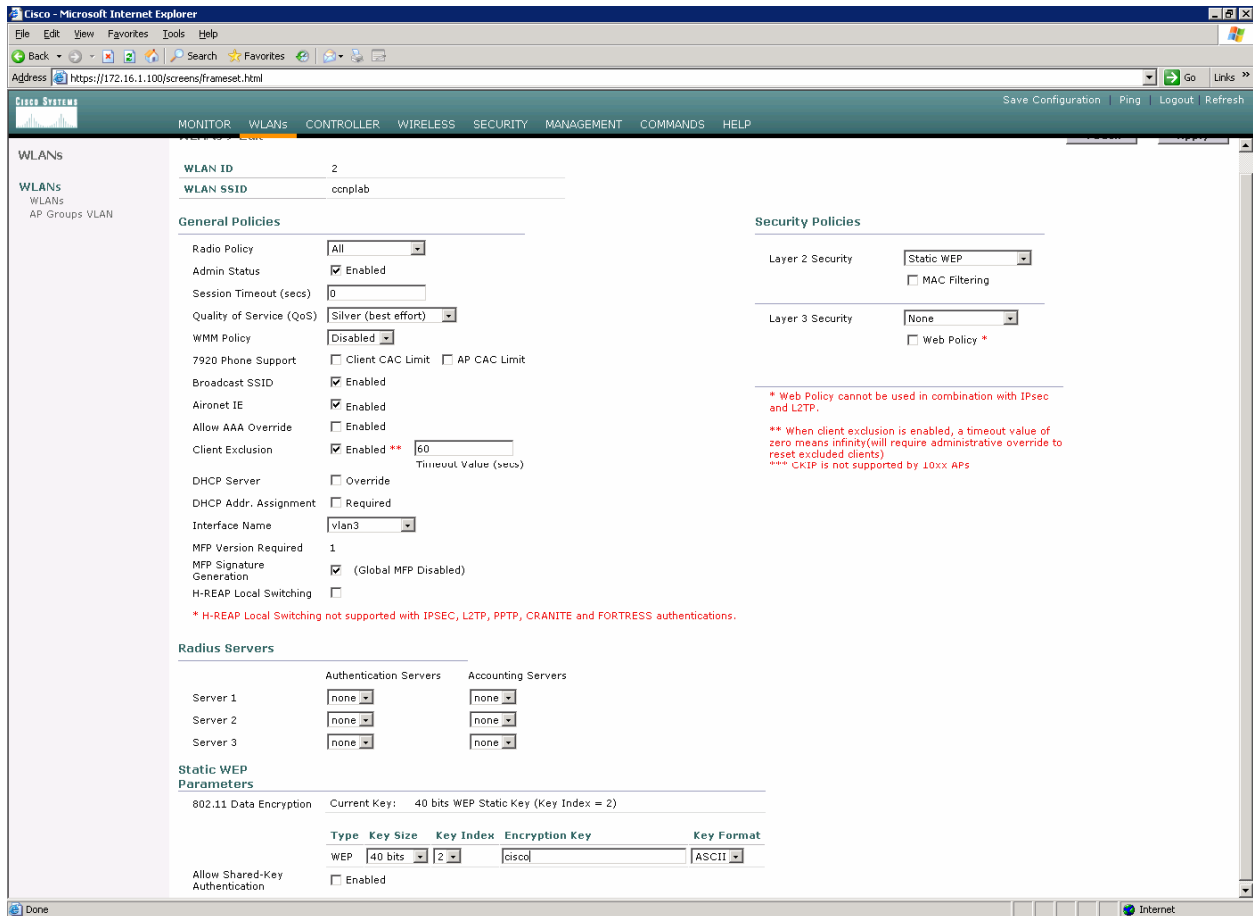 Cisco - Microsoft Internet Explorer
File Edit View Favorites Tools Help
Back Search Favorites
Address https://172.16.1.100/screens/frameset.html Go Links »
CISCO SYSTEMS
Save Configuration | Ping | Logout | Refresh
MONITOR WLANs CONTROLLER WIRELESS SECURITY MANAGEMENT COMMANDS HELP
WLANs
WLANs
WLANs
AP Groups VLAN
WLANs > Edit
WLAN ID 2
WLAN SSID ccnplab
General Policies
Radio Policy All
Admin Status Enabled
Session Timeout (secs) 0
Quality of Service (QoS) Silver (best effort)
WMM Policy Disabled
7920 Phone Support Client CAC Limit AP CAC Limit
Broadcast SSID Enabled
Aironet IE Enabled
Allow AAA Override Enabled
Client Exclusion Enabled ** 60
Timeout Value (secs)
DHCP Server Override
DHCP Addr. Assignment Required
Interface Name vlan3
MFP Version Required 1
MFP Signature
Generation (Global MFP Disabled)
H-REAP Local Switching
* H-REAP Local Switching not supported with IPSEC, L2TP, PPTP, CRANITE and FORTRESS authentications.
Security Policies
Layer 2 Security Static WEP
MAC Filtering
Layer 3 Security None
Web Policy *
* Web Policy cannot be used in combination with IPsec
and L2TP.
** When client exclusion is enabled, a timeout value of
zero means infinity(will require administrative override to
reset excluded clients)
*** CKIP is not supported by 10xx APs
Radius Servers
Authentication Servers Accounting Servers
Server 1 none none
Server 2 none none
Server 3 none none
Static WEP
Parameters
802.11 Data Encryption Current Key: 40 bits WEP Static Key (Key Index = 2)
Type Key Size Key Index Encryption Key Key Format
WEP 40 bits 2 cisco ASCII
Allow Shared-Key
Authentication Enabled
Done Internet